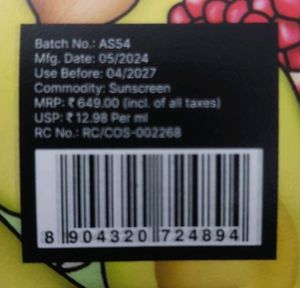 Batch No.: AS54
Mfg. Date: 05/2024
Use Before: 04/2027
Commodity: Sunscreen
MRP: ₹ 649.00 (incl. of all taxes)
USP: ₹ 12.98 Per ml
RC No.: RC/COS-002268
8 904320 724894